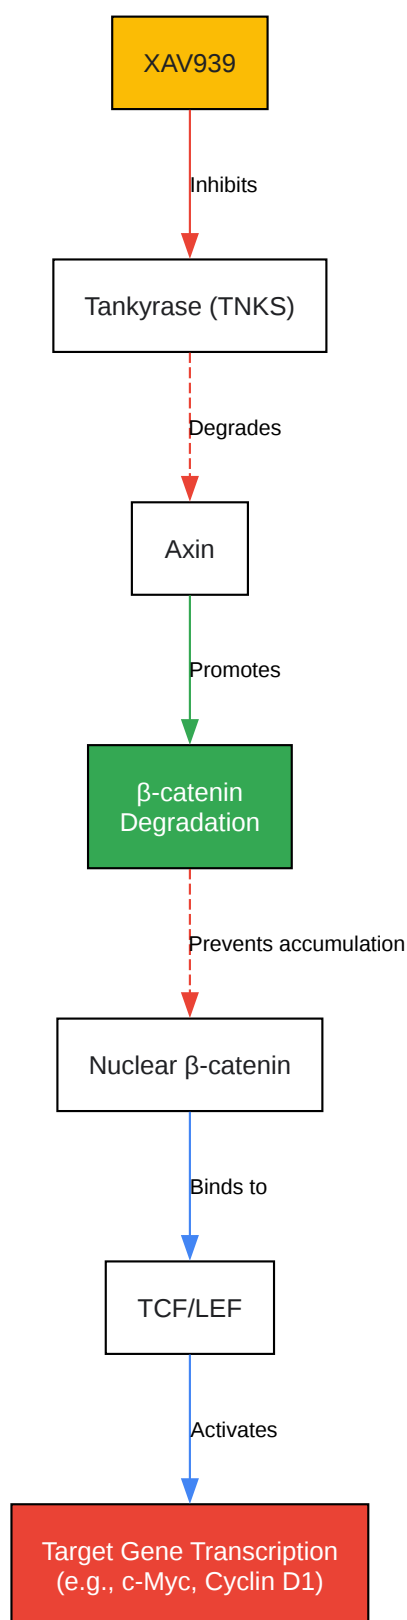 XAV939
Inhibits
Tankyrase (TNKS)
Degrades
Axin
Promotes
β-catenin
Degradation
Prevents accumulation
Nuclear β-catenin
Binds to
TCF/LEF
Activates
Target Gene Transcription
(e.g., c-Myc, Cyclin D1)